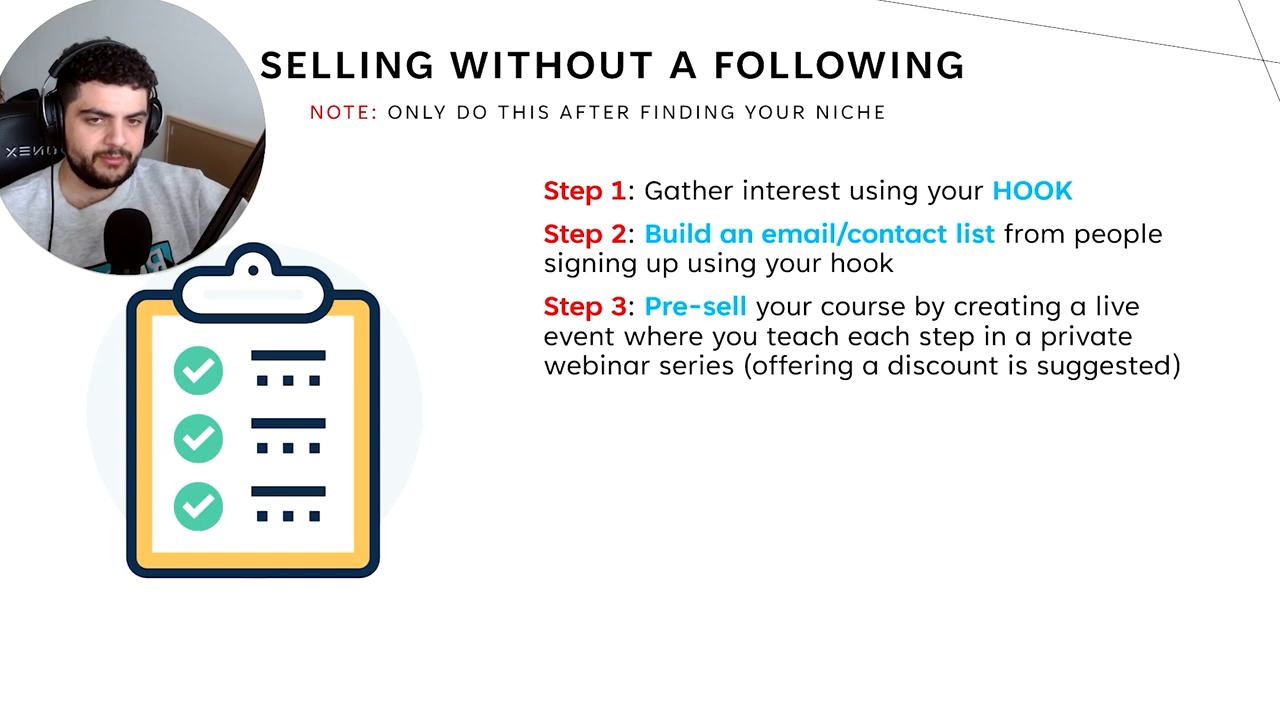 SELLING WITHOUT A FOLLOWING
NOTE: ONLY DO THIS AFTER FINDING YOUR NICHE
Step 1: Gather interest using your HOOK
Step 2: Build an email/contact list from people
signing up using your hook
Step 3: Pre-sell your course by creating a live
event where you teach each step in a private
webinar series (offering a discount is suggested)